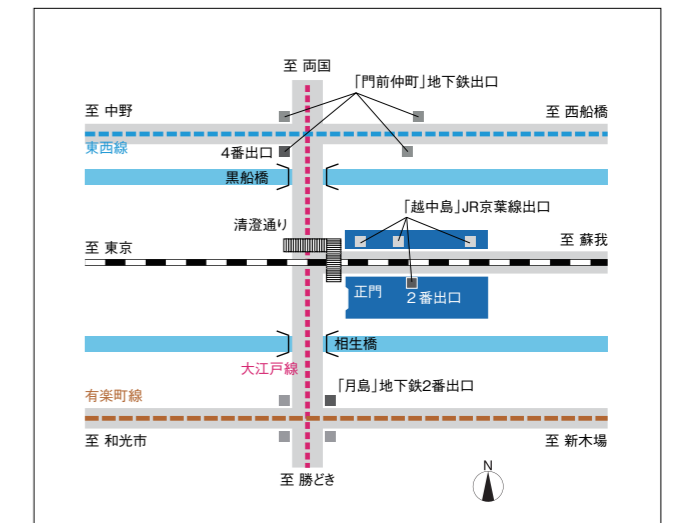 至 両国
「門前仲町」地下鉄出口
至 中野
至 西船橋
東西線
4番出口
黒船橋
「越中島」JR京葉線出口
清澄通り
至 東京
至 蘇我
正門
２番出口
相生橋
大江戸線
「月島」地下鉄2番出口
有楽町線
至 和光市
至 新木場
N
至 勝どき